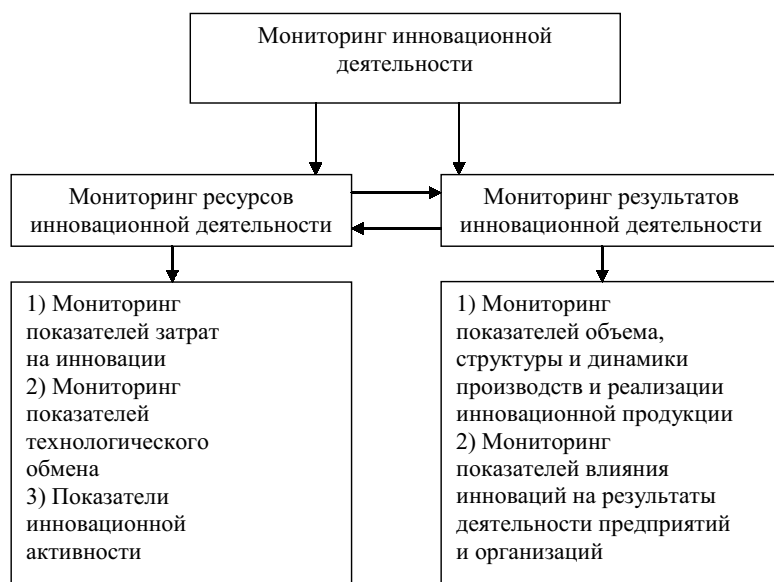 Мониторинг инновационной
деятельности
Мониторинг ресурсов
инновационной деятельности
Мониторинг результатов
инновационной деятельности
1) Мониторинг
показателей затрат
на инновации
2) Мониторинг
показателей
технологического
обмена
3) Показатели
инновационной
активности
1) Мониторинг
показателей объема,
структуры и динамики
производств и реализации
инновационной продукции
2) Мониторинг
показателей влияния
инноваций на результаты
деятельности предприятий
и организаций